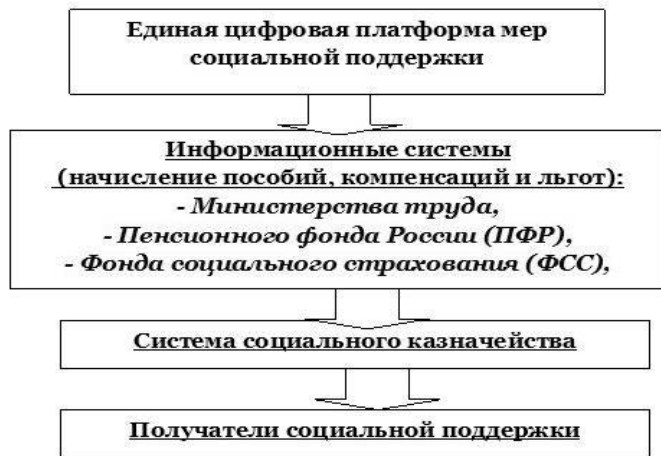 Единая цифровая платформа мер
социальной поддержки
Информационные системы
(начисление пособий, компенсаций и льгот):
- Министерства труда,
- Пенсионного фонда России (ПФР),
- Фонда социального страхования (ФСС),
Система социального казначейства
Получатели социальной поддержки